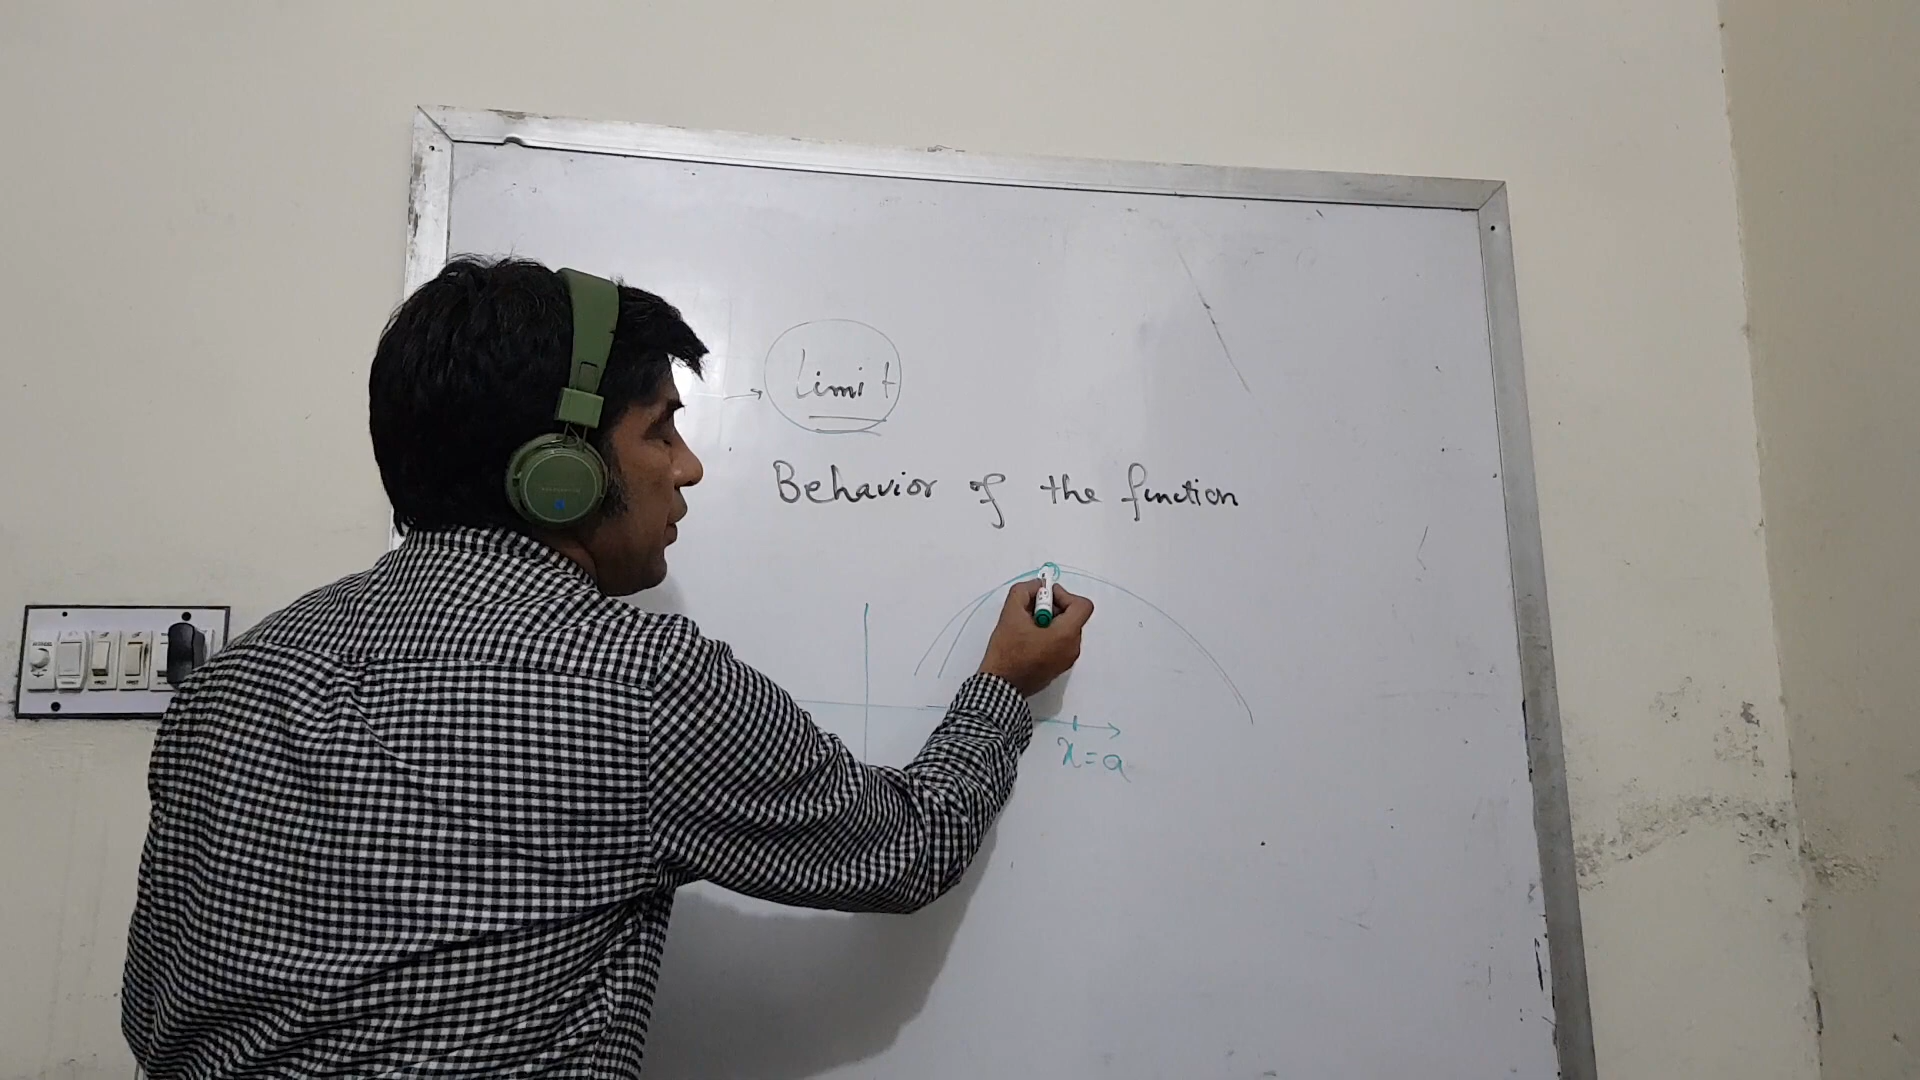 Limit
Behavior of the function
x=a